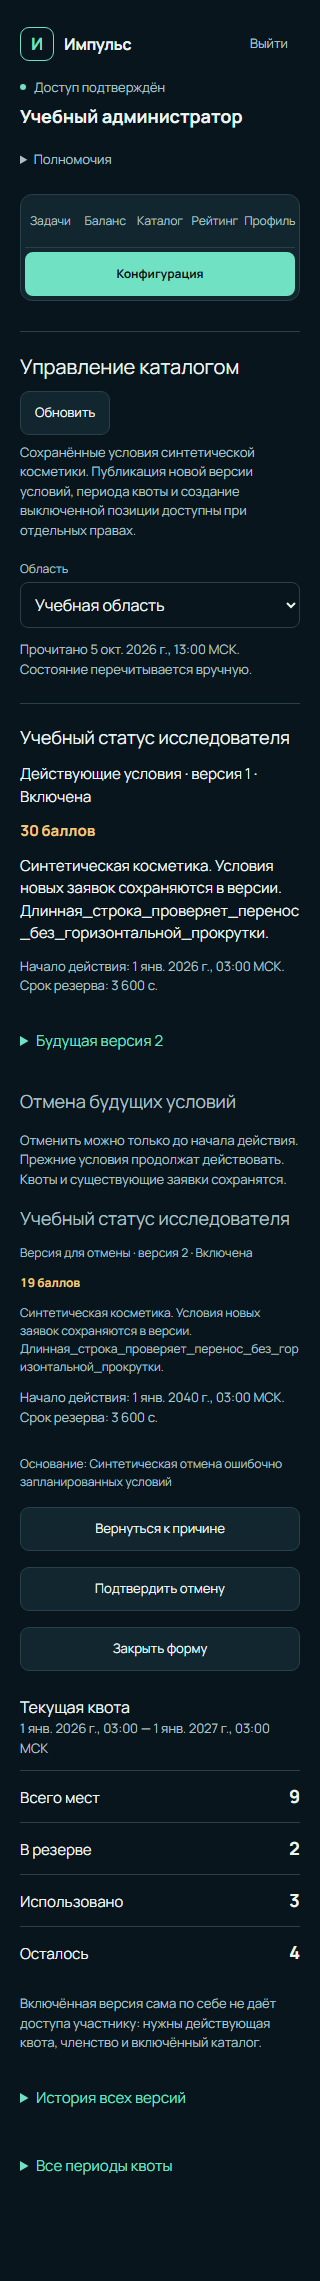 И Импульс Выйти
Доступ подтверждён
Учебный администратор
Полномочия
Задачи Баланс Каталог Рейтинг Профиль
Конфигурация
Управление каталогом
Обновить
Сохранённые условия синтетической
косметики. Публикация новой версии
условий, периода квоты и создание
выключенной позиции доступны при
отдельных правах.
Область
Учебная область
Прочитано 5 окт. 2026 г., 13:00 МСК.
Состояние перечитывается вручную.
Учебный статус исследователя
Действующие условия · версия 1 ·
Включена
30 баллов
Синтетическая косметика. Условия
новых заявок сохраняются в версии.
Длинная_строка_проверяет_перенос
_без_горизонтальной_прокрутки.
Начало действия: 1 янв. 2026 г., 03:00 МСК.
Срок резерва: 3 600 с.
Будущая версия 2
Отмена будущих условий
Отменить можно только до начала действия.
Прежние условия продолжат действовать.
Квоты и существующие заявки сохранятся.
Учебный статус исследователя
Версия для отмены · версия 2 · Включена
19 баллов
Синтетическая косметика. Условия новых
заявок сохраняются в версии.
Длинная_строка_проверяет_перенос_без_гор
изонтальной_прокрутки.
Начало действия: 1 янв. 2040 г., 03:00 МСК.
Срок резерва: 3 600 с.
Основание: Синтетическая отмена ошибочно
запланированных условий
Вернуться к причине
Подтвердить отмену
Закрыть форму
Текущая квота
1 янв. 2026 г., 03:00 — 1 янв. 2027 г., 03:00
МСК
Всего мест 9
В резерве 2
Использовано 3
Осталось 4
Включённая версия сама по себе не даёт
доступа участнику: нужны действующая
квота, членство и включённый каталог.
История всех версий
Все периоды квоты